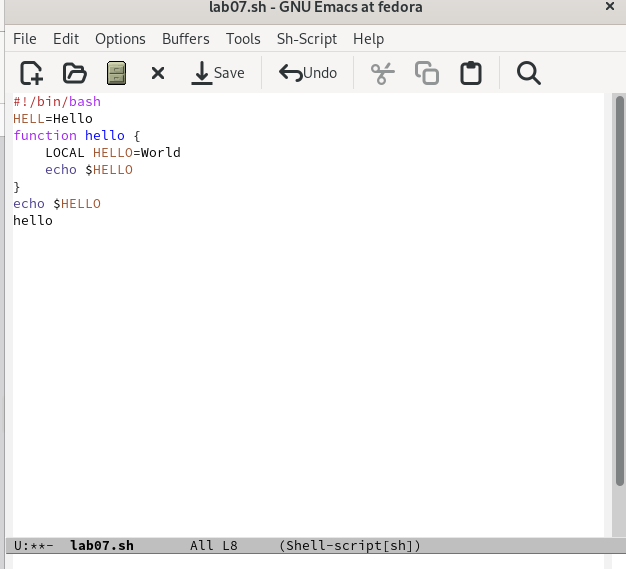 lab07.sh - GNU Emacs at fedora
File Edit Options Buffers Tools Sh-Script Help
Save Undo
#!/bin/bash
HELL=Hello
function hello {
    LOCAL HELLO=World
    echo $HELLO
}
echo $HELLO
hello
U:**- lab07.sh All L8 (Shell-script[sh])